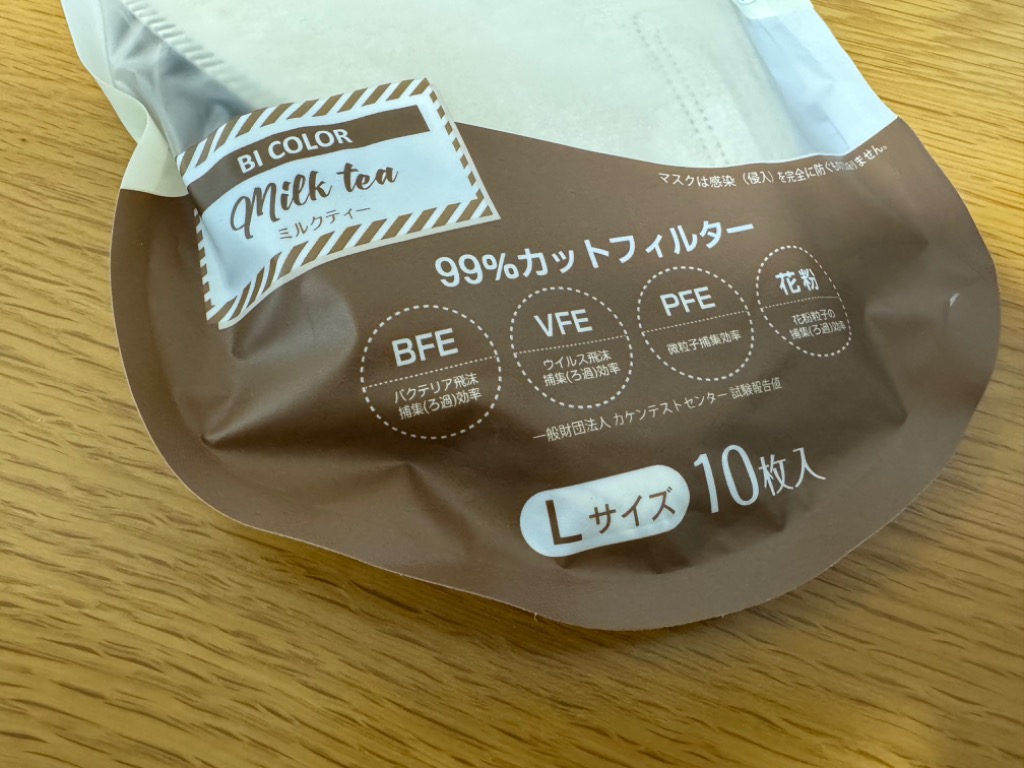 BI COLOR
Milk tea
ミルクティー
マスクは感染（侵入）を完全に防ぐものではありません。
99%カットフィルター
BFE
バクテリア飛沫
捕集(ろ過)効率
VFE
ウイルス飛沫
捕集(ろ過)効率
PFE
微粒子捕集効率
花粉
花粉粒子の
捕集(ろ過)効率
一般財団法人 カケンテストセンター 試験報告値
L サイズ 10枚入